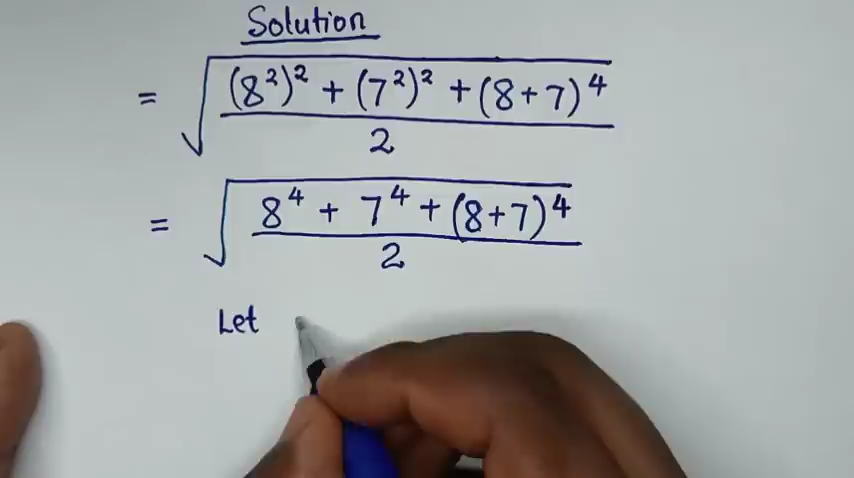 Solution
= √(((8²)² + (7²)² + (8+7)⁴)/2)
= √((8⁴ + 7⁴ + (8+7)⁴)/2)
Let